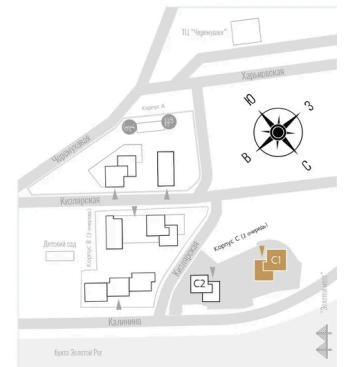 ТЦ "Черемушки"
Харьковская
Корпус А
Черемуховая
Ю
З
В
С
Кизлярская
Корпус В (3 очередь)
Детский сад
Кизлярская
Корпус С (2 очередь)
С1
С2
Калинина
бухта Золотой Рог